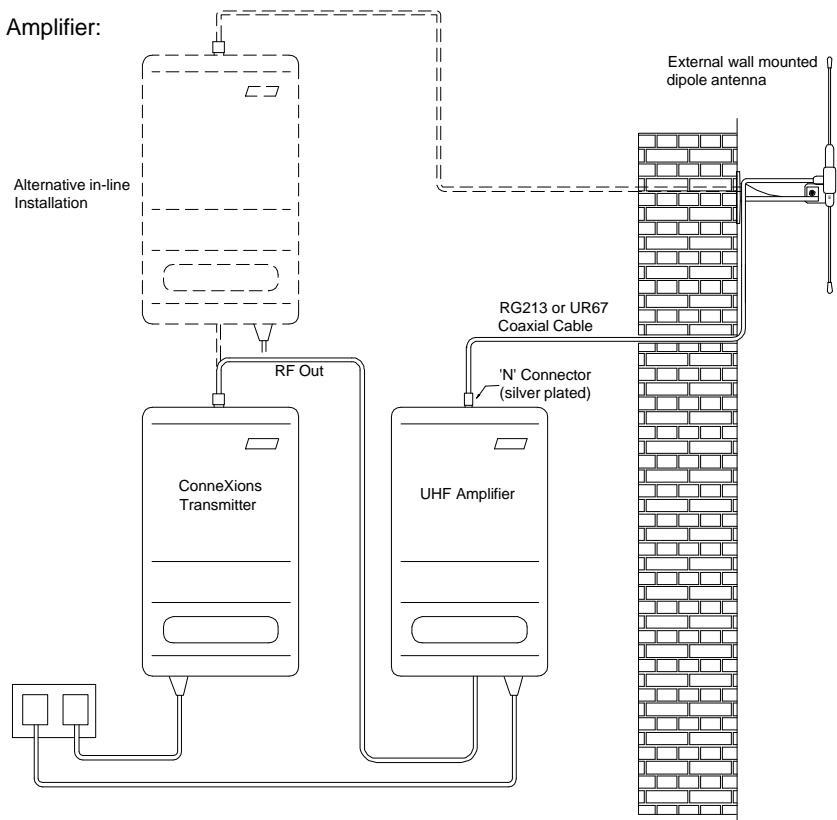 Amplifier:
External wall mounted
dipole antenna
Alternative in-line
Installation
RG213 or UR67
Coaxial Cable
RF Out
'N' Connector
(silver plated)
ConneXions
Transmitter
UHF Amplifier